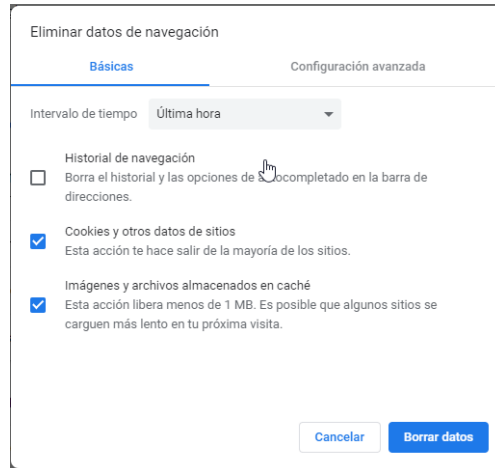 Eliminar datos de navegación
Básicas
Configuración avanzada
Intervalo de tiempo
Última hora
Historial de navegación
Borra el historial y las opciones de autocompletado en la barra de
direcciones.
Cookies y otros datos de sitios
Esta acción te hace salir de la mayoría de los sitios.
Imágenes y archivos almacenados en caché
Esta acción libera menos de 1 MB. Es posible que algunos sitios se
carguen más lento en tu próxima visita.
Cancelar
Borrar datos